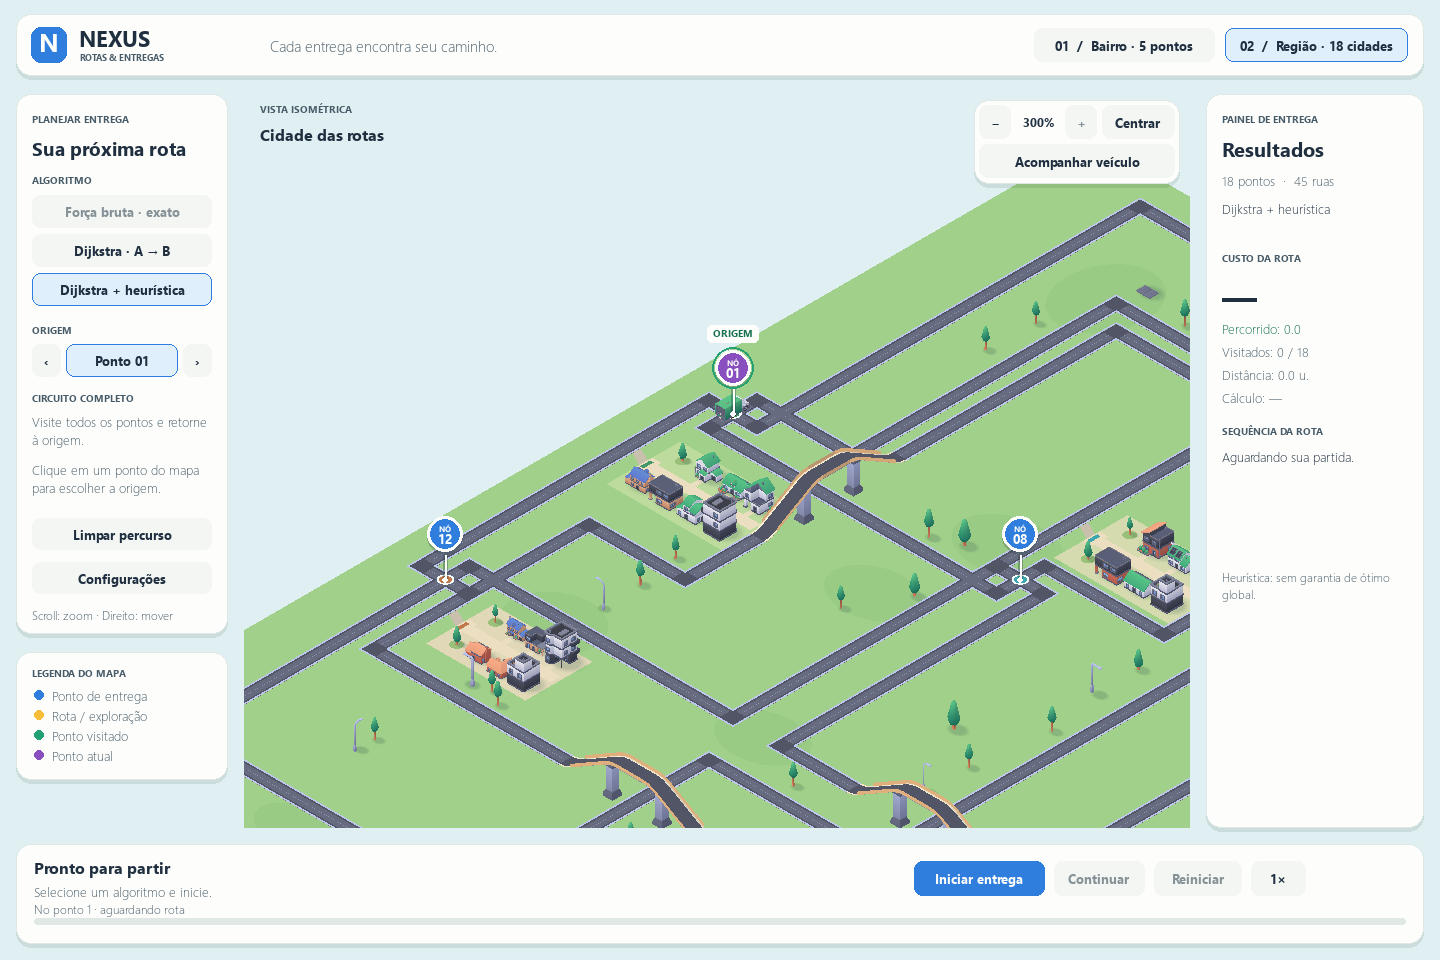 N NEXUS
ROTAS & ENTREGAS
Cada entrega encontra seu caminho.
01 / Bairro · 5 pontos
02 / Região · 18 cidades
PLANEJAR ENTREGA
Sua próxima rota
ALGORITMO
Força bruta · exato
Dijkstra · A → B
Dijkstra + heurística
ORIGEM
‹ Ponto 01 ›
CIRCUITO COMPLETO
Visite todos os pontos e retorne
à origem.
Clique em um ponto do mapa
para escolher a origem.
Limpar percurso
Configurações
Scroll: zoom · Direito: mover
LEGENDA DO MAPA
Ponto de entrega
Rota / exploração
Ponto visitado
Ponto atual
VISTA ISOMÉTRICA
Cidade das rotas
− 300% + Centrar
Acompanhar veículo
ORIGEM
NÓ
01
NÓ
12
NÓ
08
PAINEL DE ENTREGA
Resultados
18 pontos · 45 ruas
Dijkstra + heurística
CUSTO DA ROTA
—
Percorrido: 0.0
Visitados: 0 / 18
Distância: 0.0 u.
Cálculo: —
SEQUÊNCIA DA ROTA
Aguardando sua partida.
Heurística: sem garantia de ótimo
global.
Pronto para partir
Selecione um algoritmo e inicie.
No ponto 1 · aguardando rota
Iniciar entrega
Continuar
Reiniciar
1×